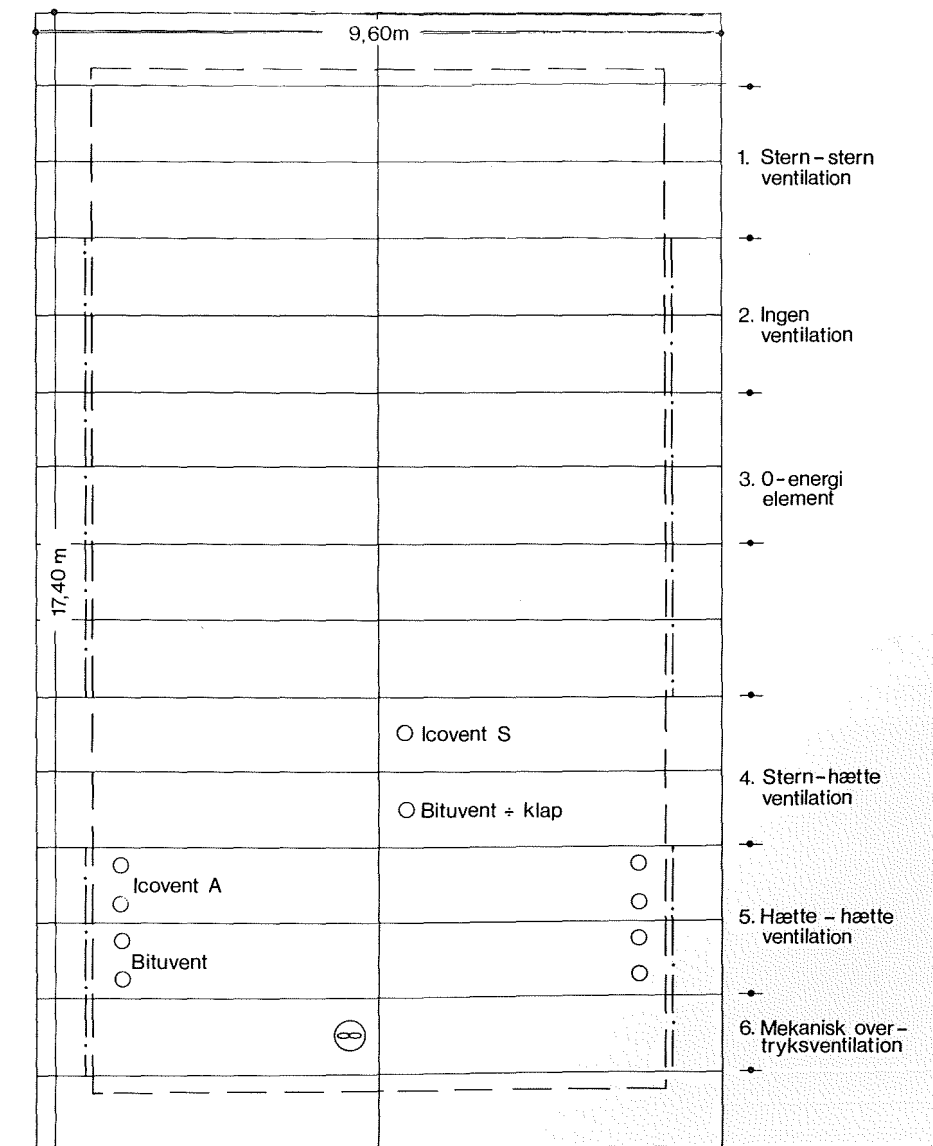 9,60m
1. Stern – stern
ventilation
2. Ingen
ventilation
3. 0 – energi
element
17,40 m
Icovent S
4. Stern – hætte
ventilation
Bituvent ÷ klap
Icovent A
5. Hætte – hætte
ventilation
Bituvent
6. Mekanisk over –
tryksventilation